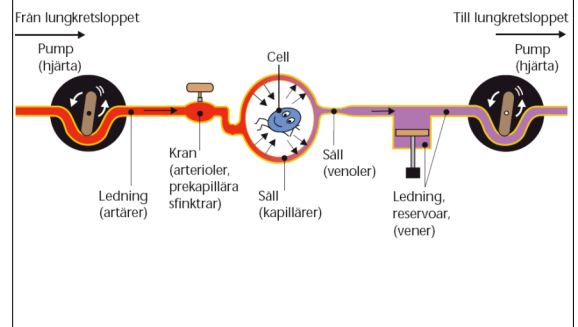 Från lungkretsloppet
Till lungkretsloppet
Pump
(hjärta)
Cell
Pump
(hjärta)
Ledning
(artärer)
Kran
(arterioler,
prekapillära
sfinktrar)
Såll
(kapillärer)
Såll
(venoler)
Ledning,
reservoar,
(vener)